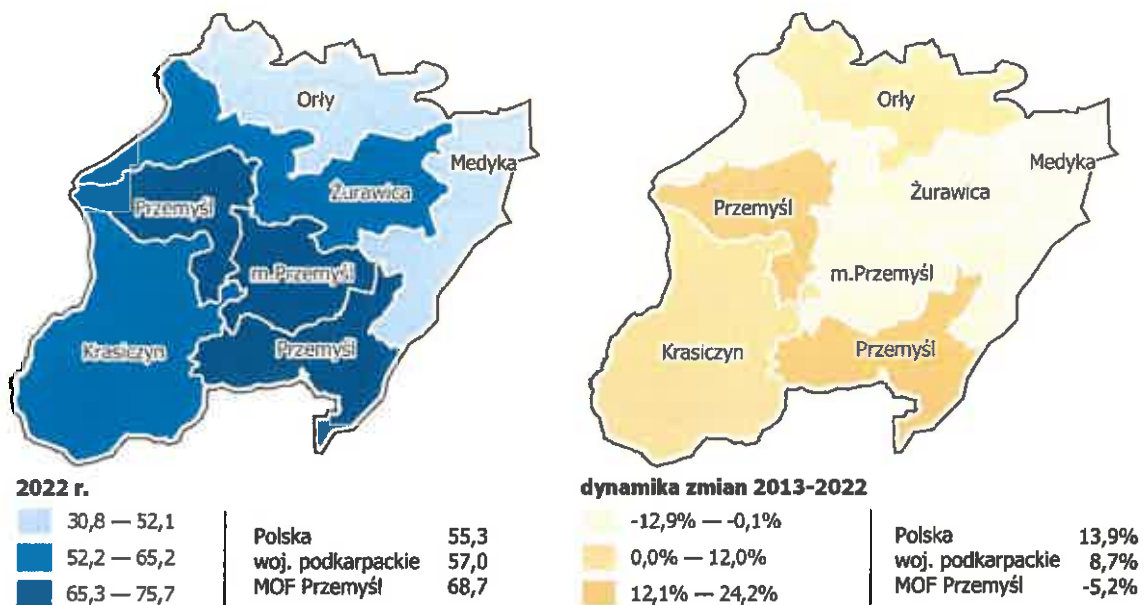 Orły
Medyka
Żurawica
Przemyśl
m.Przemyśl
Krasiczyn
Przemyśl
2022 r.
30,8 — 52,1
52,2 — 65,2
65,3 — 75,7
Polska 55,3
woj. podkarpackie 57,0
MOF Przemyśl 68,7
Orły
Medyka
Żurawica
Przemyśl
m.Przemyśl
Krasiczyn
Przemyśl
dynamika zmian 2013-2022
-12,9% — -0,1%
0,0% — 12,0%
12,1% — 24,2%
Polska 13,9%
woj. podkarpackie 8,7%
MOF Przemyśl -5,2%